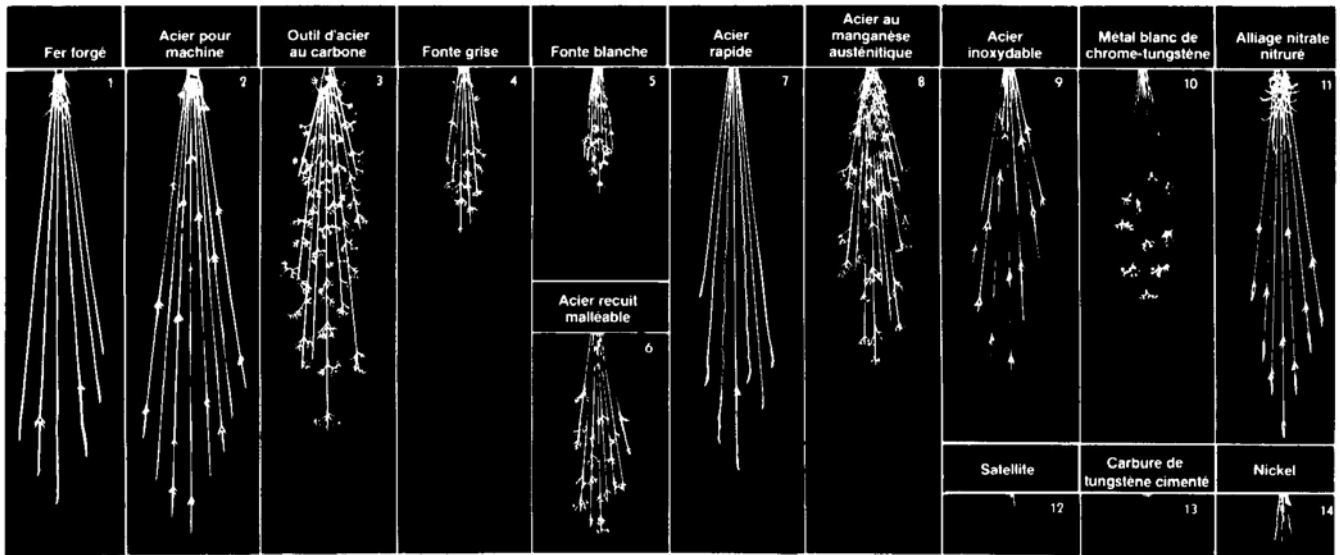 Fer forgé
1
Acier pour
machine
2
Outil d'acier
au carbone
3
Fonte grise
4
Fonte blanche
5
Acier recuit
malléable
6
Acier
rapide
7
Acier au
manganèse
austénitique
8
Acier
inoxydable
9
Métal blanc de
chrome-tungstène
10
Alliage nitrate
nitruré
11
Satellite
12
Carbure de
tungstène cimenté
13
Nickel
14